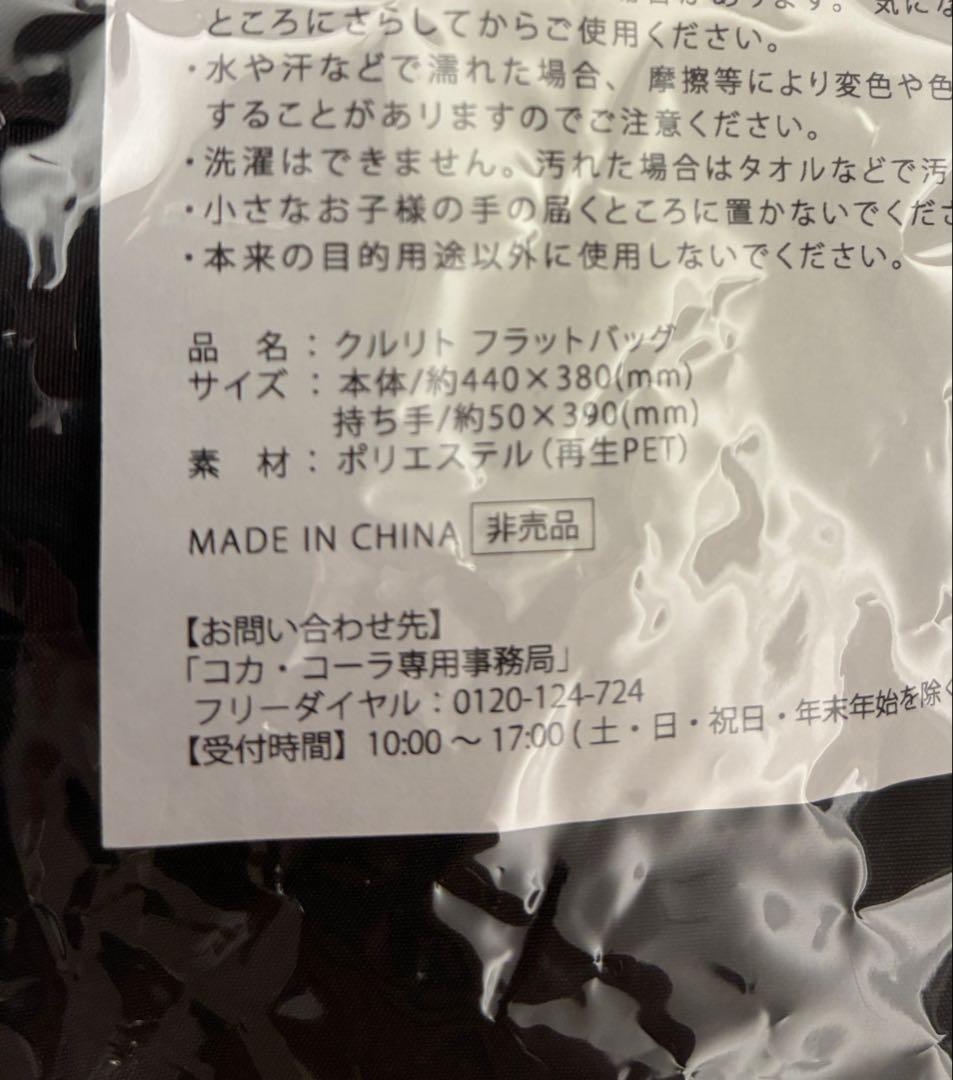 ところにさらしてからご使用ください。
・水や汗などで濡れた場合、摩擦等により変色や色
することがありますのでご注意ください。
・洗濯はできません。汚れた場合はタオルなどで汚
・小さなお子様の手の届くところに置かないでくださ
・本来の目的用途以外に使用しないでください。
品 名：クルリト フラットバッグ
サイズ：本体/約440×380(mm)
持ち手/約50×390(mm)
素 材：ポリエステル（再生PET）
MADE IN CHINA 非売品
【お問い合わせ先】
「コカ・コーラ専用事務局」
フリーダイヤル：0120-124-724
【受付時間】10:00 〜 17:00 (土・日・祝日・年末年始を除く